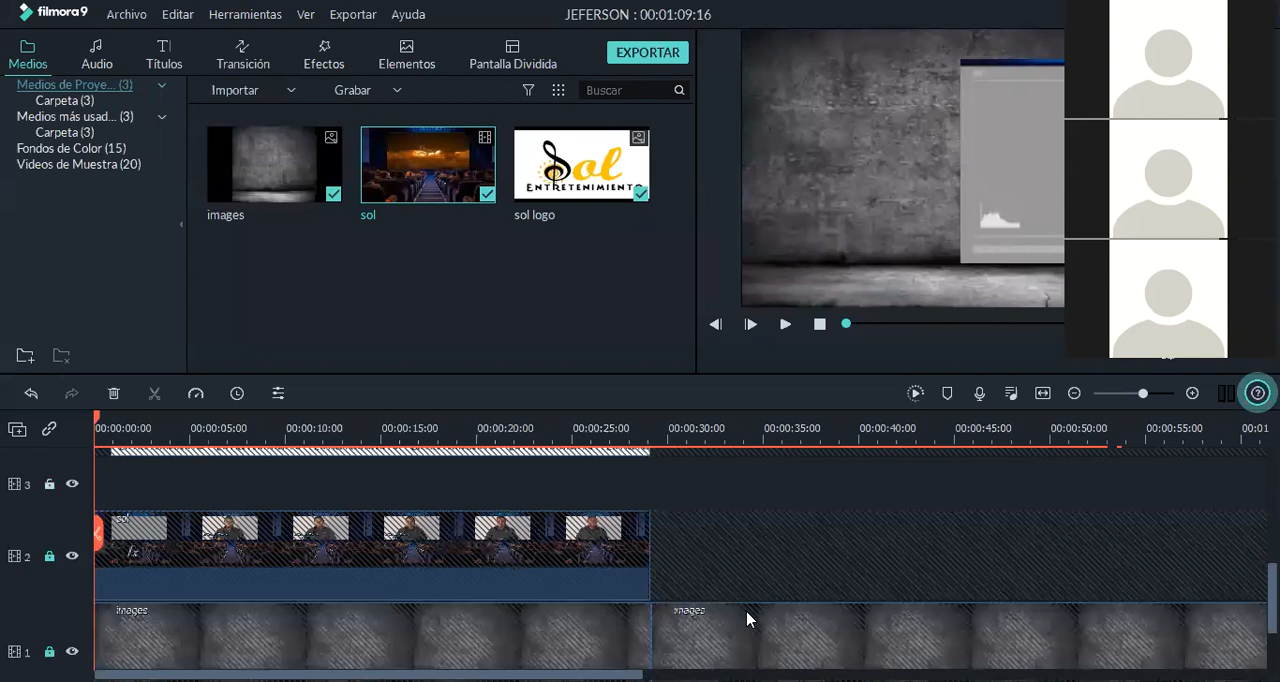 filmora9 Archivo Editar Herramientas Ver Exportar Ayuda JEFERSON : 00:01:09:16
Medios Audio Títulos Transición Efectos Elementos Pantalla Dividida EXPORTAR
Medios de Proye... (3)
Carpeta (3)
Medios más usad... (3)
Carpeta (3)
Fondos de Color (15)
Videos de Muestra (20)
Importar Grabar Buscar
Sol
ENTRETENIMIENTO
images sol sol logo
00:00:00:00 00:00:05:00 00:00:10:00 00:00:15:00 00:00:20:00 00:00:25:00 00:00:30:00 00:00:35:00 00:00:40:00 00:00:45:00 00:00:50:00 00:00:55:00 00:01
3
sol
fx
2
images images
1